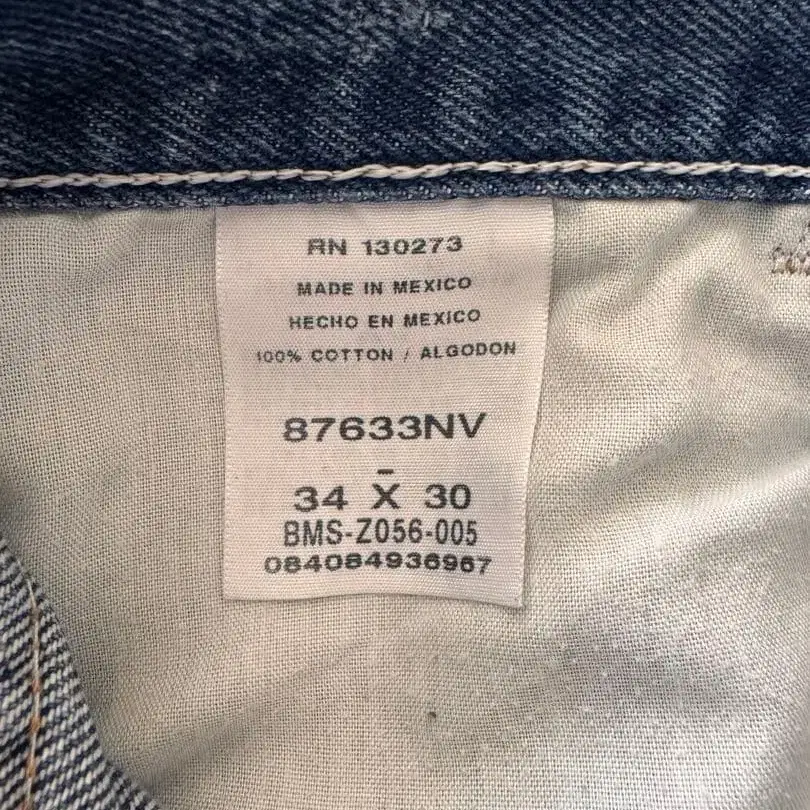 RN 130273
MADE IN MEXICO
HECHO EN MEXICO
100% COTTON / ALGODON
87633NV
-
34 X 30
BMS-Z056-005
084084936967